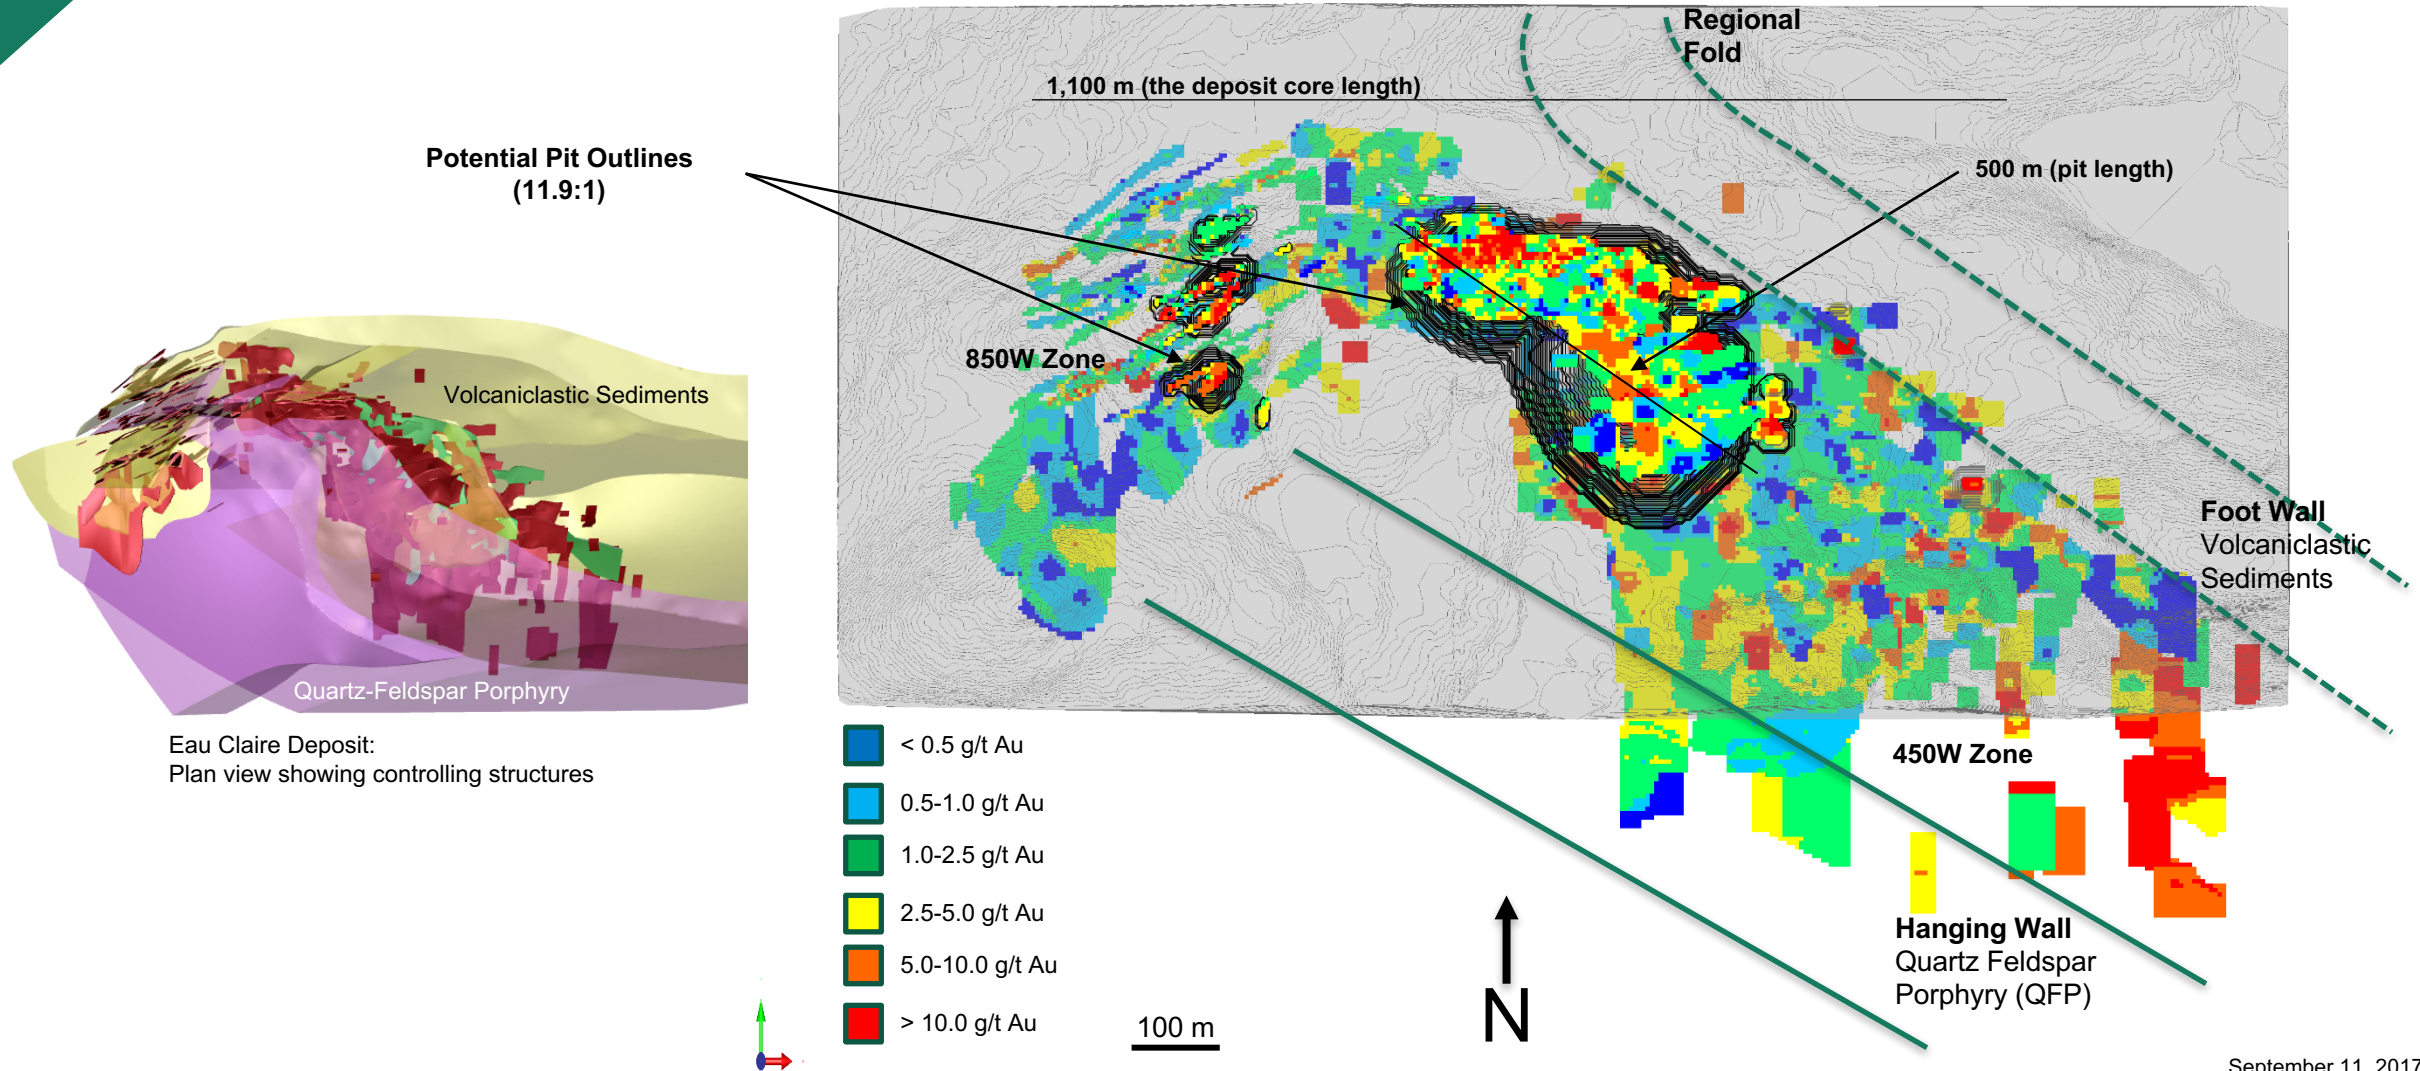 Regional
Fold
1,100 m (the deposit core length)
Potential Pit Outlines
(11.9:1)
500 m (pit length)
850W Zone
Volcaniclastic Sediments
Foot Wall
Volcaniclastic
Sediments
Quartz-Feldspar Porphyry
Eau Claire Deposit:
Plan view showing controlling structures
450W Zone
< 0.5 g/t Au
0.5-1.0 g/t Au
1.0-2.5 g/t Au
2.5-5.0 g/t Au
5.0-10.0 g/t Au
> 10.0 g/t Au
Hanging Wall
Quartz Feldspar
Porphyry (QFP)
100 m
N
September 11, 2017